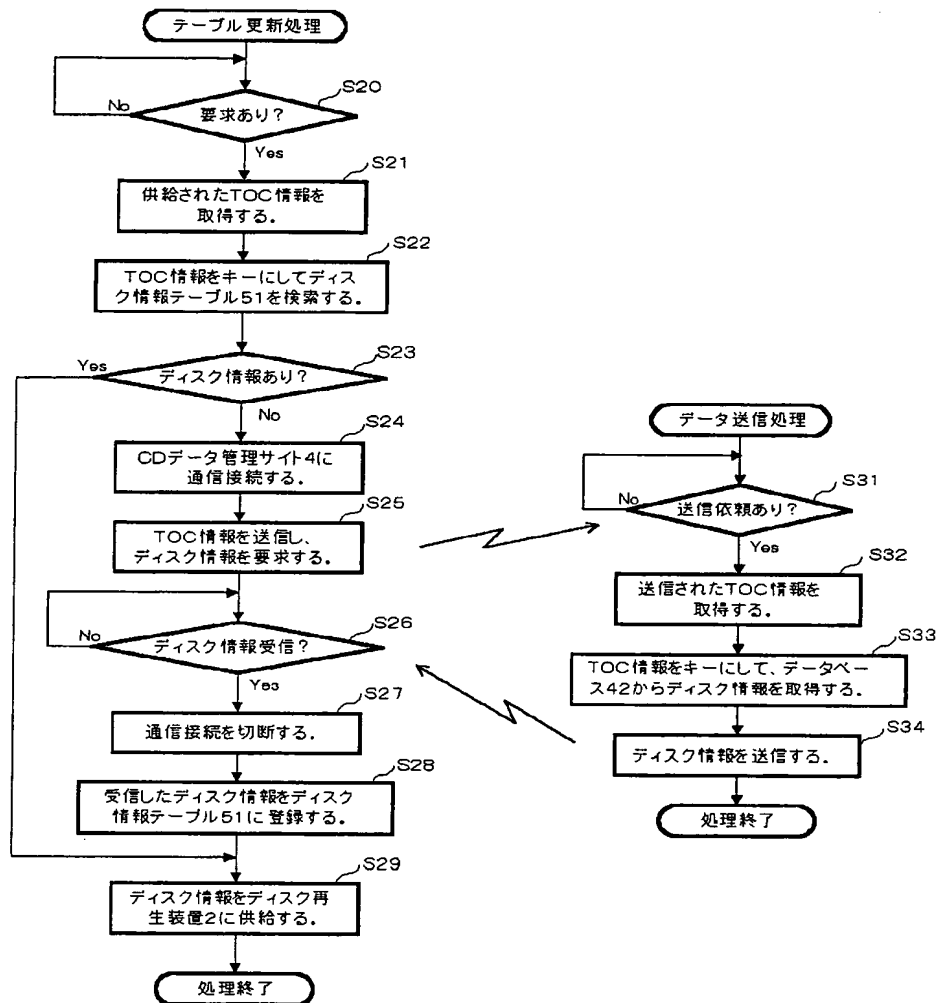 テーブル更新処理
S20
要求あり?
No
Yes
S21
供給されたTOC情報を
取得する.
S22
TOC情報をキーにしてディス
ク情報テーブル51を検索する.
S23
ディスク情報あり?
Yes
No
S24
CDデータ管理サイト4に
通信接続する.
S25
TOC情報を送信し、
ディスク情報を要求する.
S26
ディスク情報受信?
No
Yes
S27
通信接続を切断する.
S28
受信したディスク情報をディスク
情報テーブル51に登録する.
S29
ディスク情報をディスク再
生装置2に供給する.
処理終了
データ送信処理
S31
送信依頼あり?
No
Yes
S32
送信されたTOC情報を
取得する.
S33
TOC情報をキーにして、データベー
ス42からディスク情報を取得する.
S34
ディスク情報を送信する.
処理終了